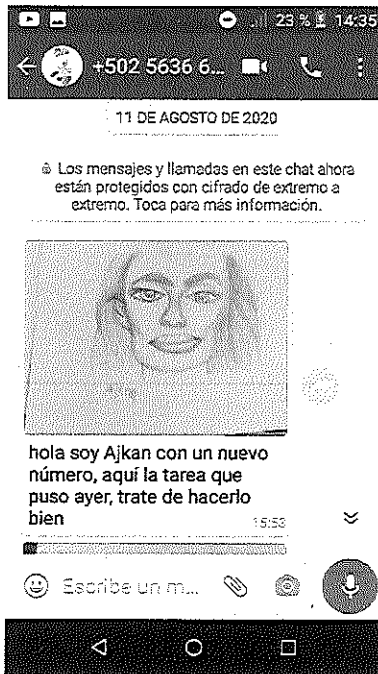 23 % 14:35
+502 5636 6...
11 DE AGOSTO DE 2020
Los mensajes y llamadas en este chat ahora
están protegidos con cifrado de extremo a
extremo. Toca para más información.
hola soy Ajkan con un nuevo
número, aquí la tarea que
puso ayer, trate de hacerlo
bien
15:53
Escribe un m...